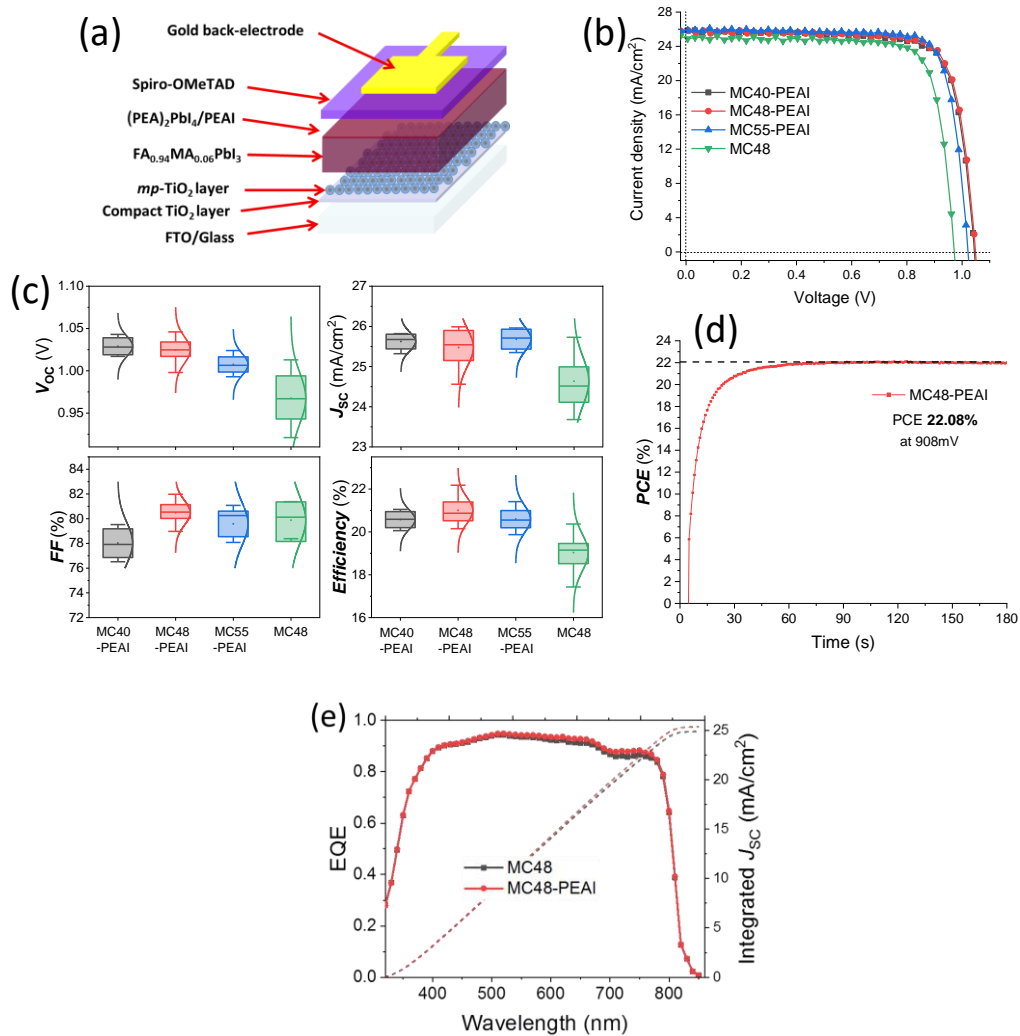 (a)
Gold back-electrode
Spiro-OMeTAD
(PEA)₂PbI₄/PEAI
FA₀.₉₄MA₀.₀₆PbI₃
mp-TiO₂ layer
Compact TiO₂ layer
FTO/Glass
(b)
Current density (mA/cm²)
28
24
20
16
12
8
4
0
MC40-PEAI
MC48-PEAI
MC55-PEAI
MC48
0.0 0.2 0.4 0.6 0.8 1.0
Voltage (V)
(c)
V_OC (V)
1.10
1.05
1.00
0.95
J_SC (mA/cm²)
27
26
25
24
23
FF (%)
84
82
80
78
76
74
72
Efficiency (%)
22
21
20
18
16
MC40
-PEAI
MC48
-PEAI
MC55
-PEAI
MC48
MC40
-PEAI
MC48
-PEAI
MC55
-PEAI
MC48
(d)
PCE (%)
24
22
20
18
16
14
12
10
8
6
4
2
0
MC48-PEAI
PCE 22.08%
at 908mV
0 30 60 90 120 150 180
Time (s)
(e)
EQE
1.0
0.8
0.6
0.4
0.2
0.0
MC48
MC48-PEAI
Integrated J_SC (mA/cm²)
25
20
15
10
5
0
400 500 600 700 800
Wavelength (nm)